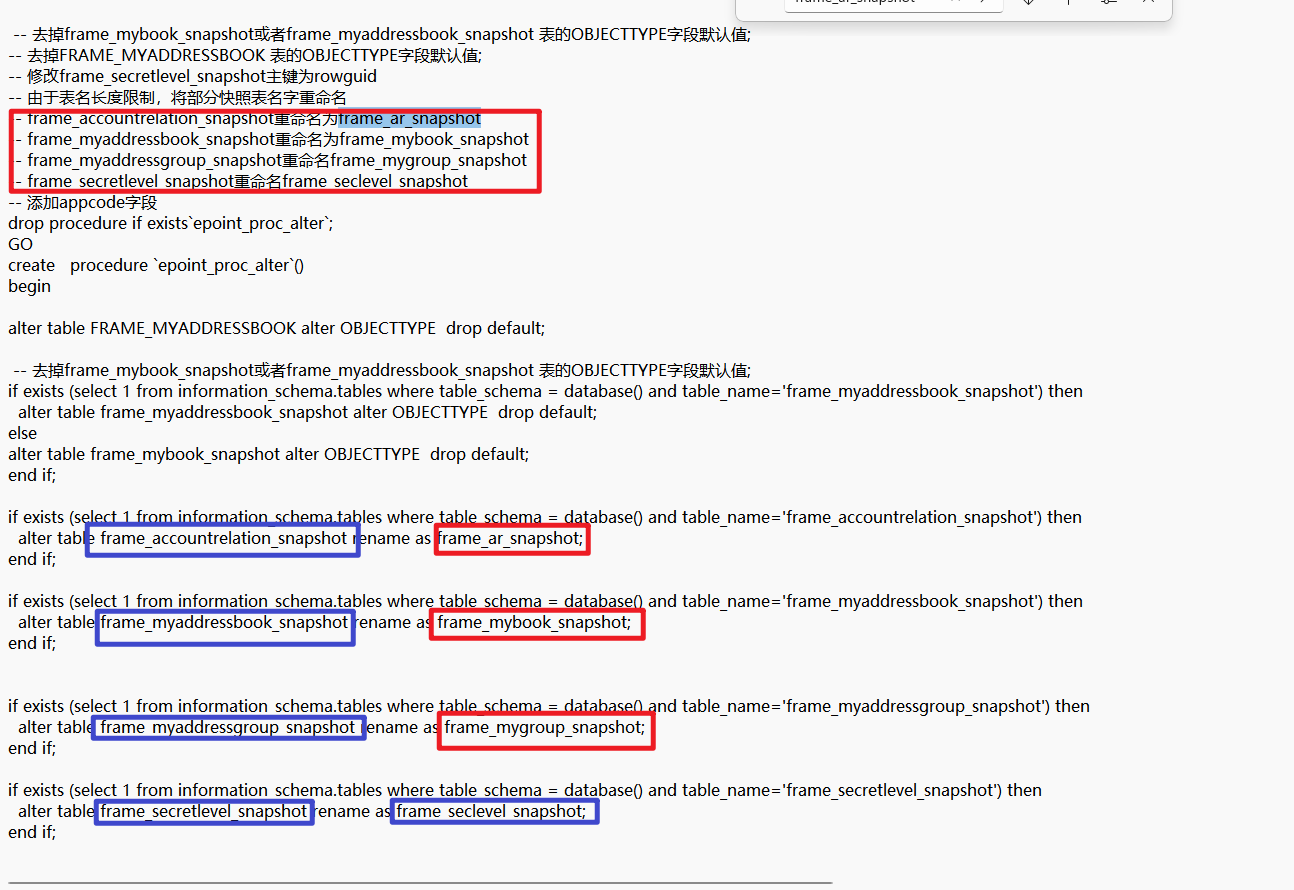 frame_ar_snapshot
-- 去掉frame_mybook_snapshot或者frame_myaddressbook_snapshot 表的OBJECTTYPE字段默认值;
-- 去掉FRAME_MYADDRESSBOOK 表的OBJECTTYPE字段默认值;
-- 修改frame_secretlevel_snapshot主键为rowguid
-- 由于表名长度限制，将部分快照表名字重命名
- frame_accountrelation_snapshot重命名为frame_ar_snapshot
- frame_myaddressbook_snapshot重命名为frame_mybook_snapshot
- frame_myaddressgroup_snapshot重命名frame_mygroup_snapshot
- frame_secretlevel_snapshot重命名frame_seclevel_snapshot
-- 添加appcode字段
drop procedure if exists`epoint_proc_alter`;
GO
create procedure `epoint_proc_alter`()
begin
alter table FRAME_MYADDRESSBOOK alter OBJECTTYPE drop default;
-- 去掉frame_mybook_snapshot或者frame_myaddressbook_snapshot 表的OBJECTTYPE字段默认值;
if exists (select 1 from information_schema.tables where table_schema = database() and table_name='frame_myaddressbook_snapshot') then
alter table frame_myaddressbook_snapshot alter OBJECTTYPE drop default;
else
alter table frame_mybook_snapshot alter OBJECTTYPE drop default;
end if;
if exists (select 1 from information_schema.tables where table_schema = database() and table_name='frame_accountrelation_snapshot') then
alter table frame_accountrelation_snapshot rename as frame_ar_snapshot;
end if;
if exists (select 1 from information_schema.tables where table_schema = database() and table_name='frame_myaddressbook_snapshot') then
alter table frame_myaddressbook_snapshot rename as frame_mybook_snapshot;
end if;
if exists (select 1 from information_schema.tables where table_schema = database() and table_name='frame_myaddressgroup_snapshot') then
alter table frame_myaddressgroup_snapshot rename as frame_mygroup_snapshot;
end if;
if exists (select 1 from information_schema.tables where table_schema = database() and table_name='frame_secretlevel_snapshot') then
alter table frame_secretlevel_snapshot rename as frame_seclevel_snapshot;
end if;